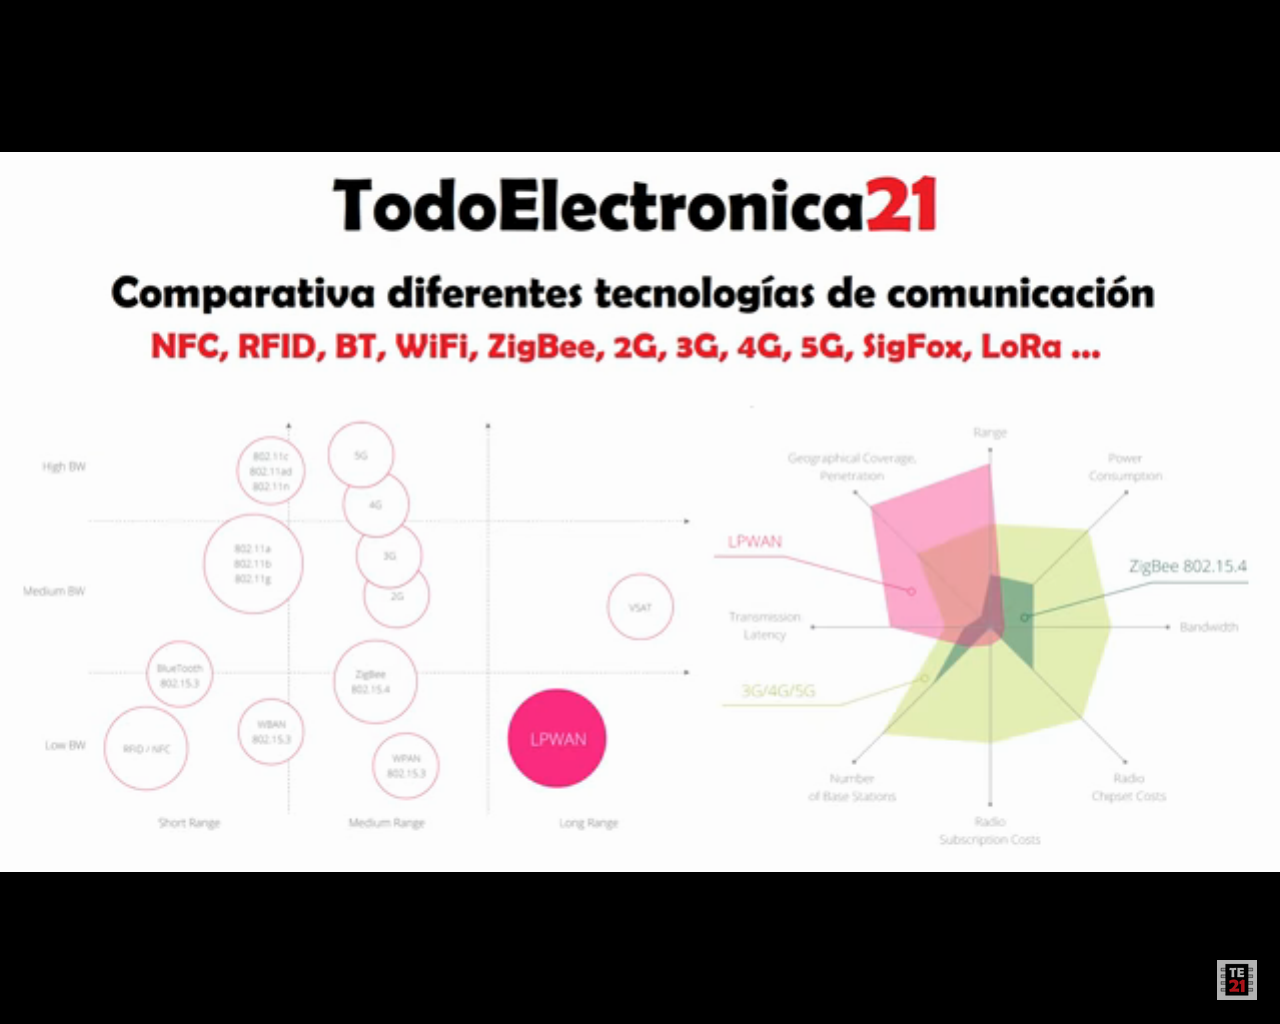 TodoElectronica21
Comparativa diferentes tecnologías de comunicación
NFC, RFID, BT, WiFi, ZigBee, 2G, 3G, 4G, 5G, SigFox, LoRa ...
High BW
802.11c
802.11ad
802.11n
5G
4G
802.11a
802.11b
802.11g
3G
Medium BW
2G
VSAT
BlueTooth
802.15.3
ZigBee
802.15.4
Low BW
RFID / NFC
WBAN
802.15.3
WPAN
802.15.3
LPWAN
Short Range
Medium Range
Long Range
Range
Geographical Coverage,
Penetration
Power
Consumption
LPWAN
ZigBee 802.15.4
Transmission
Latency
Bandwidth
3G/4G/5G
Number
of Base Stations
Radio
Chipset Costs
Radio
Subscription Costs
TE
21